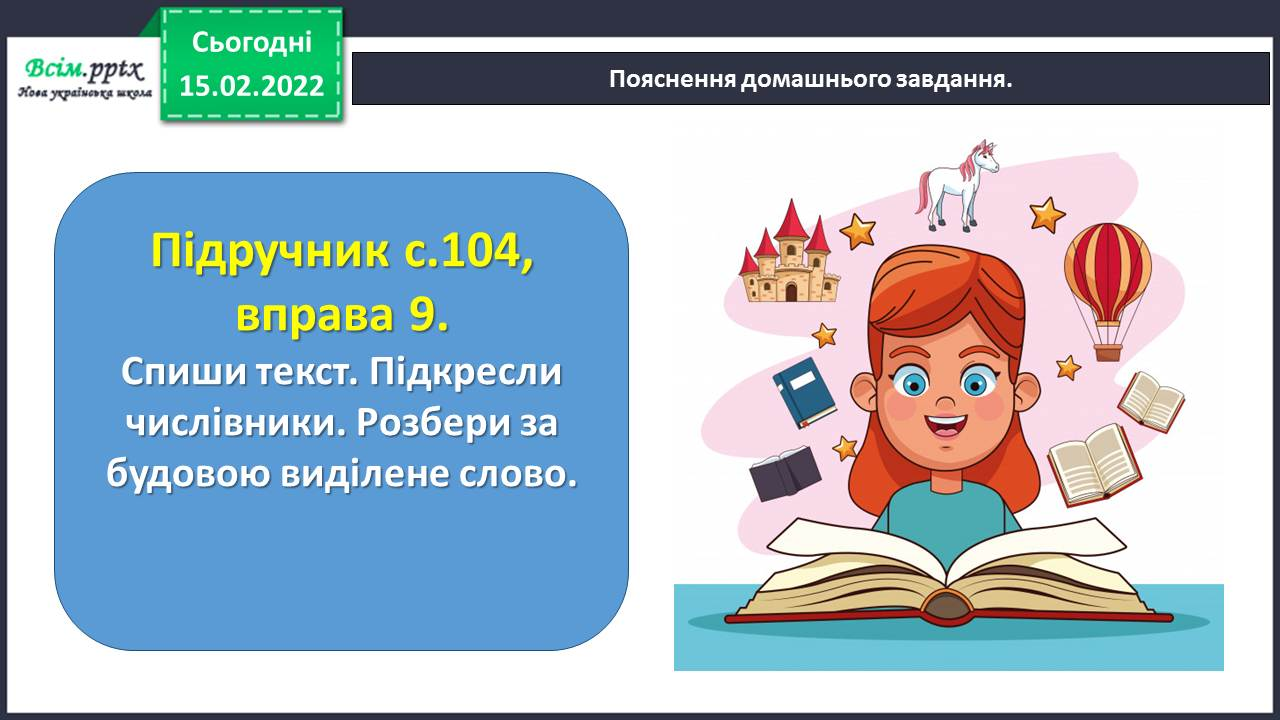 Всім.pptx
Нова українська школа
Сьогодні
15.02.2022
Пояснення домашнього завдання.
Підручник с.104,
вправа 9.
Спиши текст. Підкресли
числівники. Розбери за
будовою виділене слово.